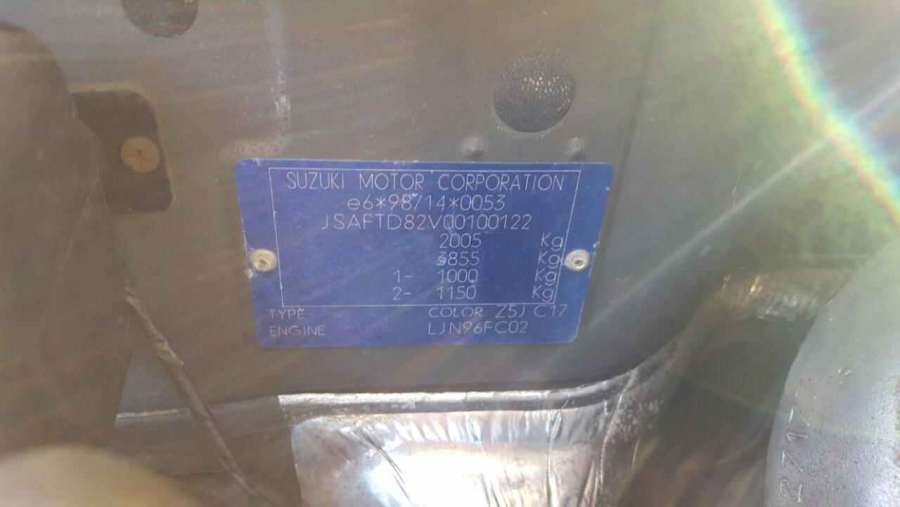 SUZUKI MOTOR CORPORATION
e6*98/14*0053
JSAFTD82V00100122
2005 Kg
3855 Kg
1- 1000 Kg
2- 1150 Kg
TYPE COLOR Z5J C17
ENGINE LJN96FC02